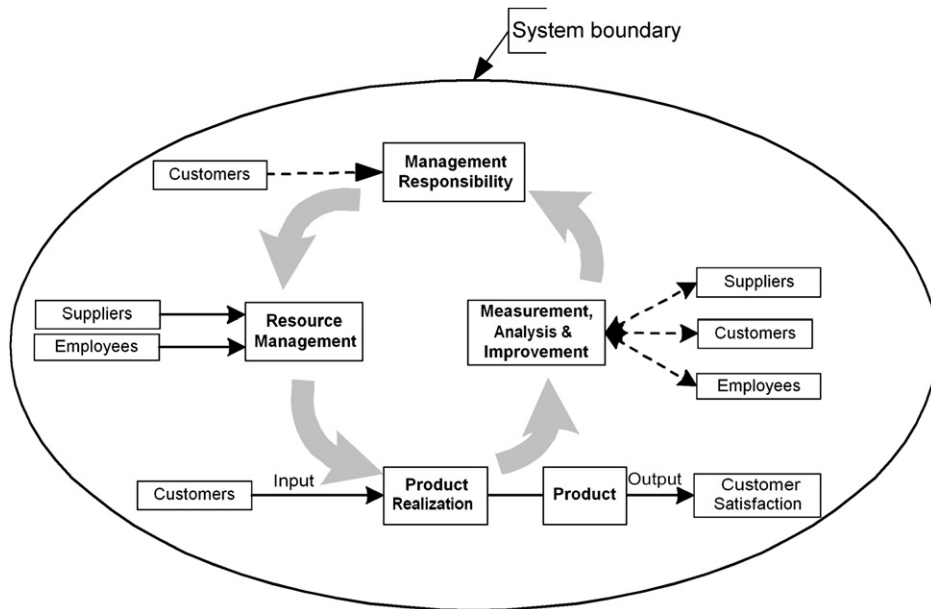 System boundary
Customers
Management
Responsibility
Suppliers
Employees
Resource
Management
Measurement,
Analysis &
Improvement
Suppliers
Customers
Employees
Customers
Input
Product
Realization
Product
Output
Customer
Satisfaction